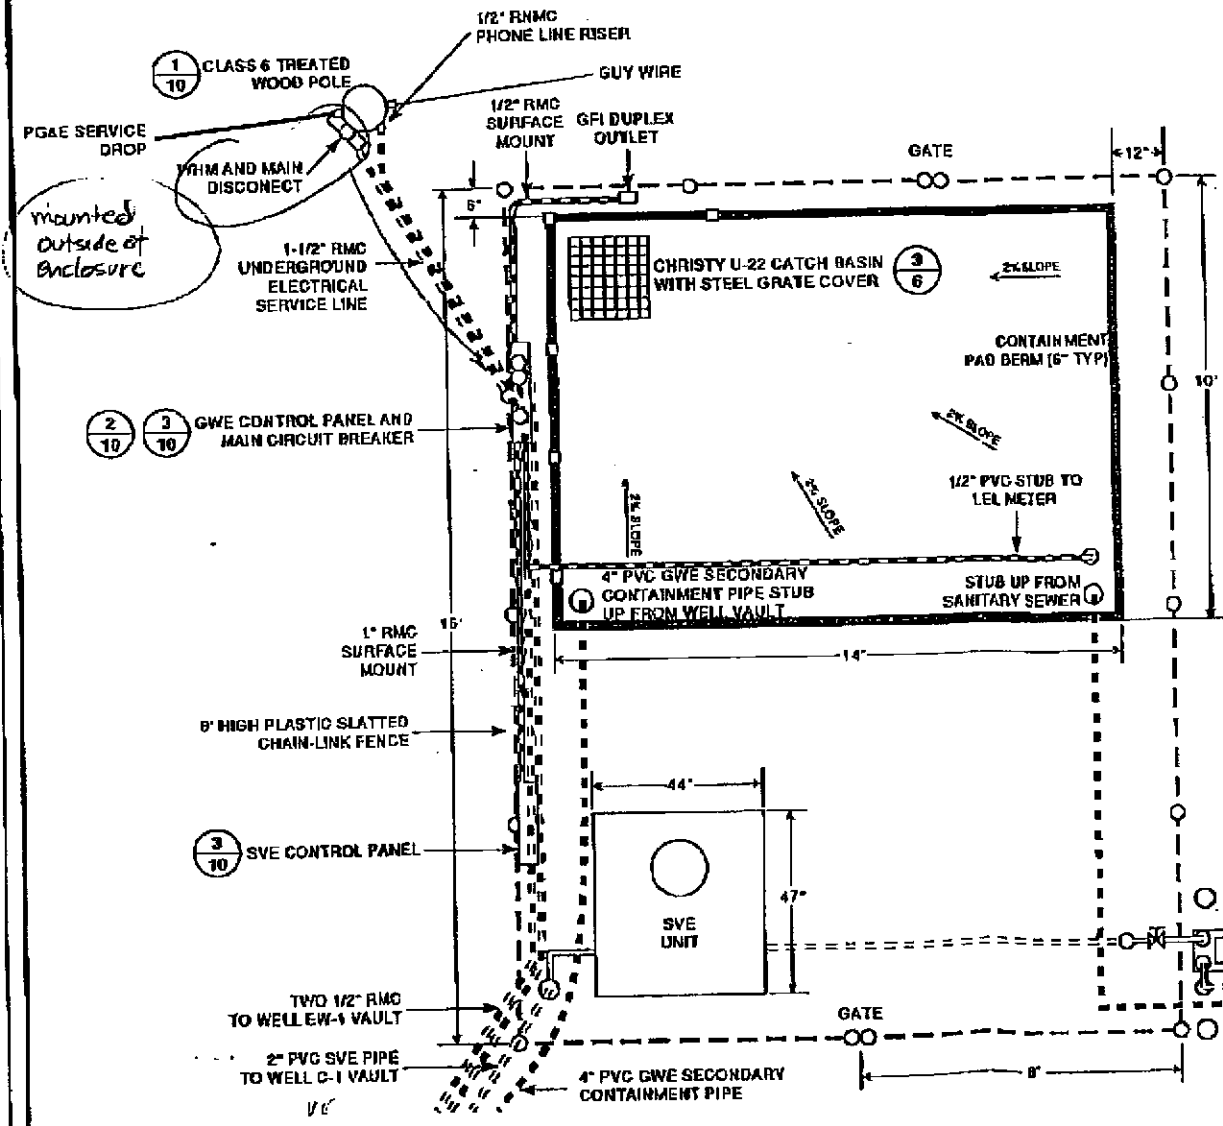 1/2" RNMC
PHONE LINE RISER
1
10
CLASS 6 TREATED
WOOD POLE
GUY WIRE
1/2" RMC
SURFACE
MOUNT
GFI DUPLEX
OUTLET
PG&E SERVICE
DROP
WHM AND MAIN
DISCONECT
GATE
12"
mounted
outside of
Enclosure
6"
1-1/2" RMC
UNDERGROUND
ELECTRICAL
SERVICE LINE
CHRISTY U-22 CATCH BASIN
WITH STEEL GRATE COVER
3
6
2% SLOPE
CONTAINMENT
PAD BERM (6" TYP)
10'
2
10
3
10
GWE CONTROL PANEL AND
MAIN CIRCUIT BREAKER
2% SLOPE
2% SLOPE
2% SLOPE
1/2" PVC STUB TO
LEL METER
4" PVC GWE SECONDARY
CONTAINMENT PIPE STUB
UP FROM WELL VAULT
STUB UP FROM
SANITARY SEWER
1" RMC
SURFACE
MOUNT
14'
8' HIGH PLASTIC SLATTED
CHAIN-LINK FENCE
44"
3
10
SVE CONTROL PANEL
47"
SVE
UNIT
TWO 1/2" RMC
TO WELL EW-1 VAULT
GATE
2" PVC SVE PIPE
TO WELL C-1 VAULT
4" PVC GWE SECONDARY
CONTAINMENT PIPE